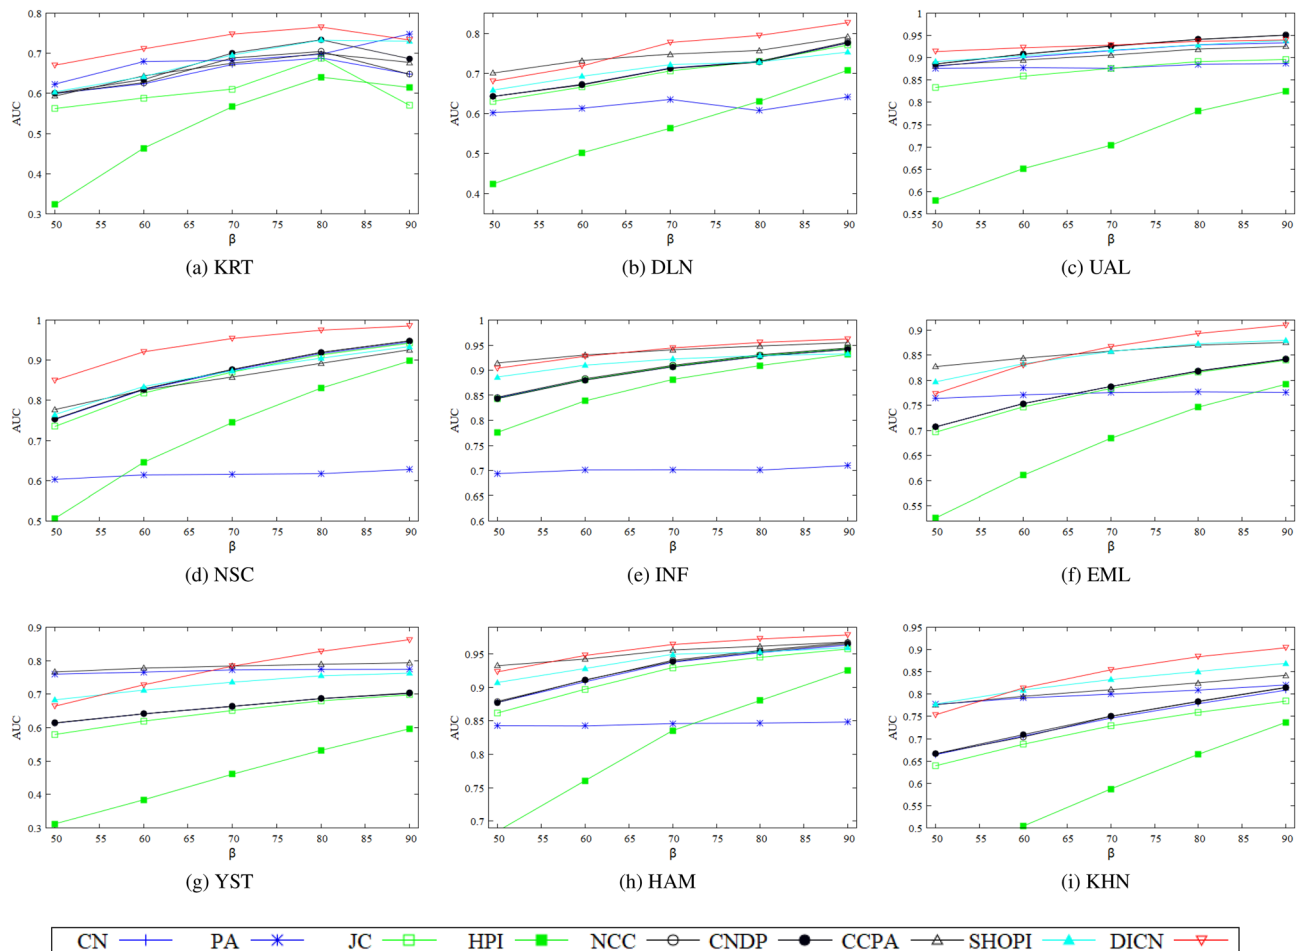 0.8
0.7
0.6
0.5
0.4
0.3
AUC
50 55 60 65 70 75 80 85 90
β
(a) KRT
0.8
0.7
0.6
0.5
0.4
AUC
50 55 60 65 70 75 80 85 90
β
(b) DLN
1
0.95
0.9
0.85
0.8
0.75
0.7
0.65
0.6
0.55
AUC
50 55 60 65 70 75 80 85 90
β
(c) UAL
1
0.9
0.8
0.7
0.6
0.5
AUC
50 55 60 65 70 75 80 85 90
β
(d) NSC
1
0.95
0.9
0.85
0.8
0.75
0.7
0.65
0.6
AUC
50 55 60 65 70 75 80 85 90
β
(e) INF
0.9
0.85
0.8
0.75
0.7
0.65
0.6
0.55
AUC
50 55 60 65 70 75 80 85 90
β
(f) EML
0.9
0.8
0.7
0.6
0.5
0.4
0.3
AUC
50 55 60 65 70 75 80 85 90
β
(g) YST
0.95
0.9
0.85
0.8
0.75
0.7
AUC
50 55 60 65 70 75 80 85 90
β
(h) HAM
0.95
0.9
0.85
0.8
0.75
0.7
0.65
0.6
0.55
0.5
AUC
50 55 60 65 70 75 80 85 90
β
(i) KHN
CN PA JC HPI NCC CNDP CCPA SHOPI DICN